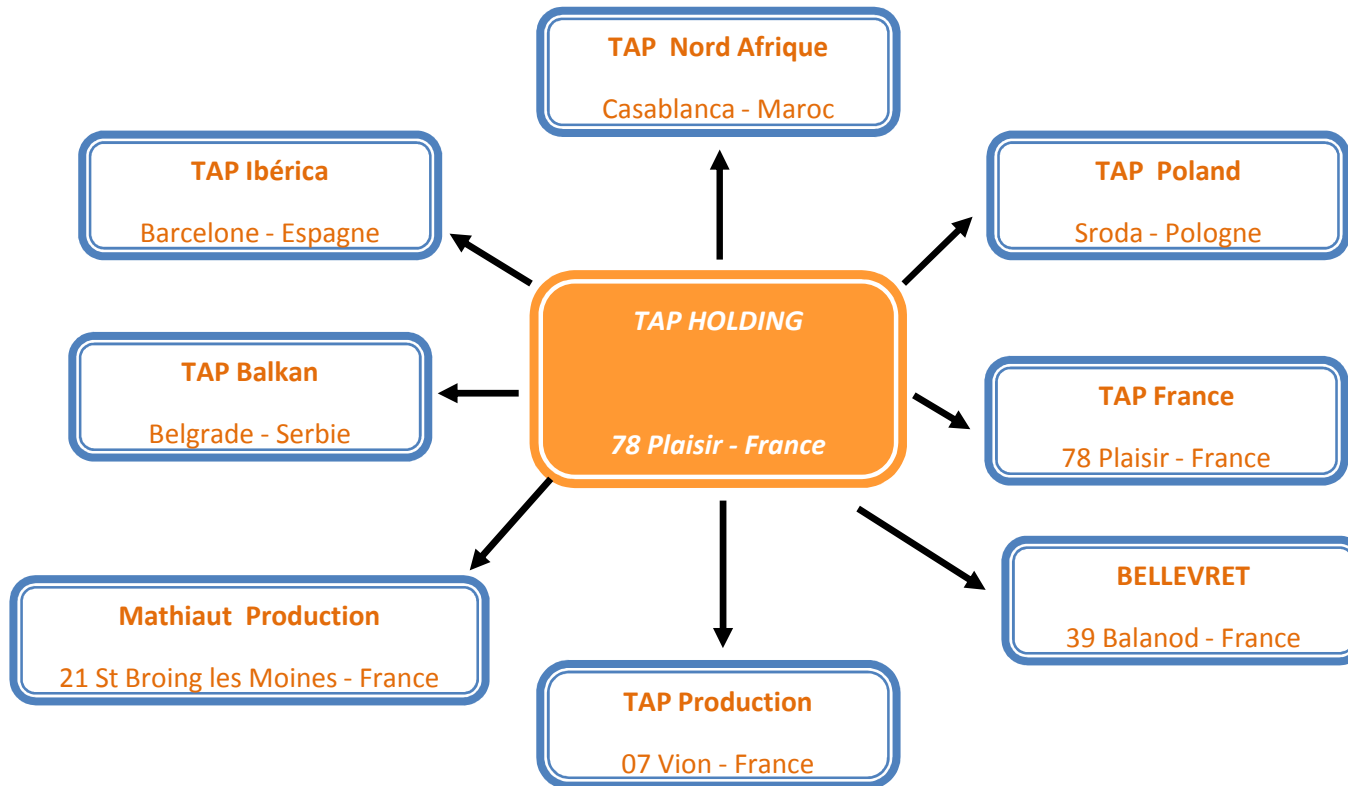 TAP Nord Afrique
Casablanca - Maroc
TAP Ibérica
Barcelone - Espagne
TAP Poland
Sroda - Pologne
TAP HOLDING
78 Plaisir - France
TAP Balkan
Belgrade - Serbie
TAP France
78 Plaisir - France
Mathiaut Production
21 St Broing les Moines - France
BELLEVRET
39 Balanod - France
TAP Production
07 Vion - France